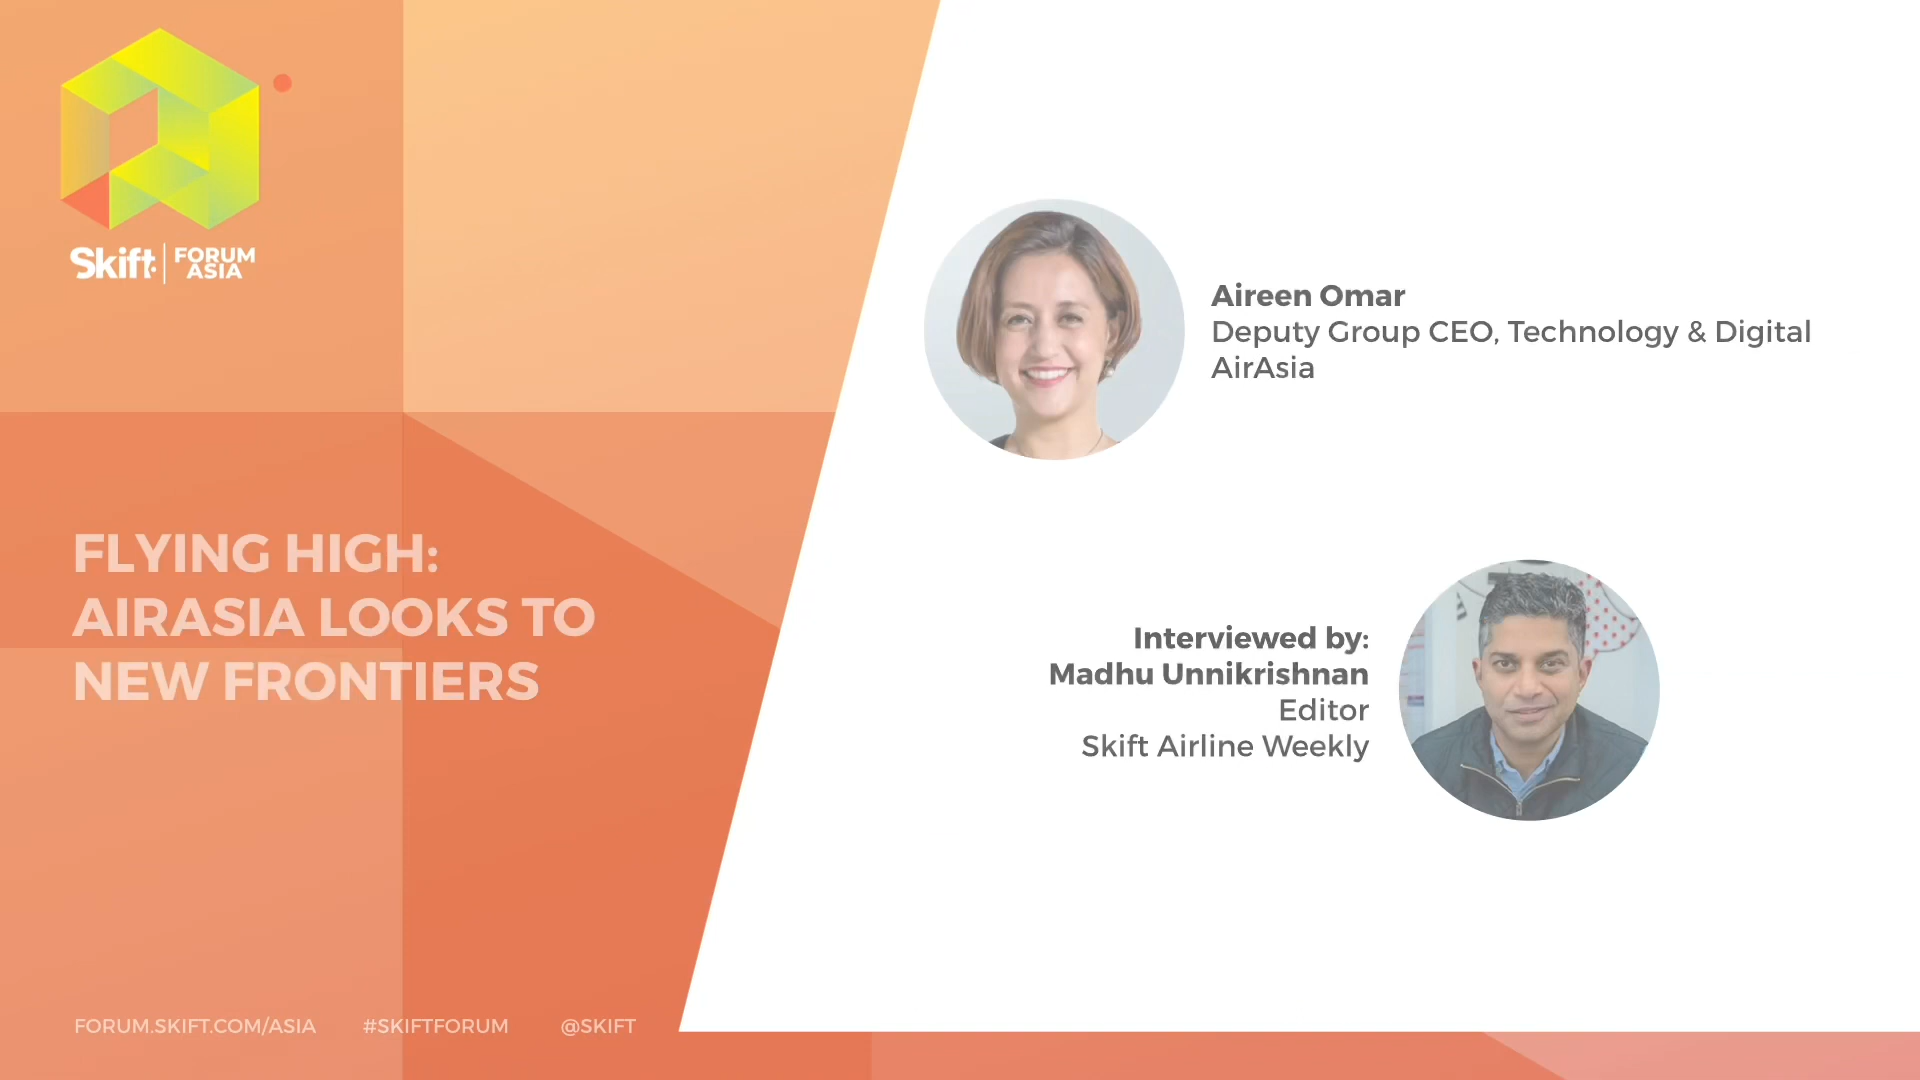 Skift FORUM ASIA
Aireen Omar
Deputy Group CEO, Technology & Digital
AirAsia
FLYING HIGH:
AIRASIA LOOKS TO
NEW FRONTIERS
Interviewed by:
Madhu Unnikrishnan
Editor
Skift Airline Weekly
FORUM.SKIFT.COM/ASIA #SKIFTFORUM @SKIFT